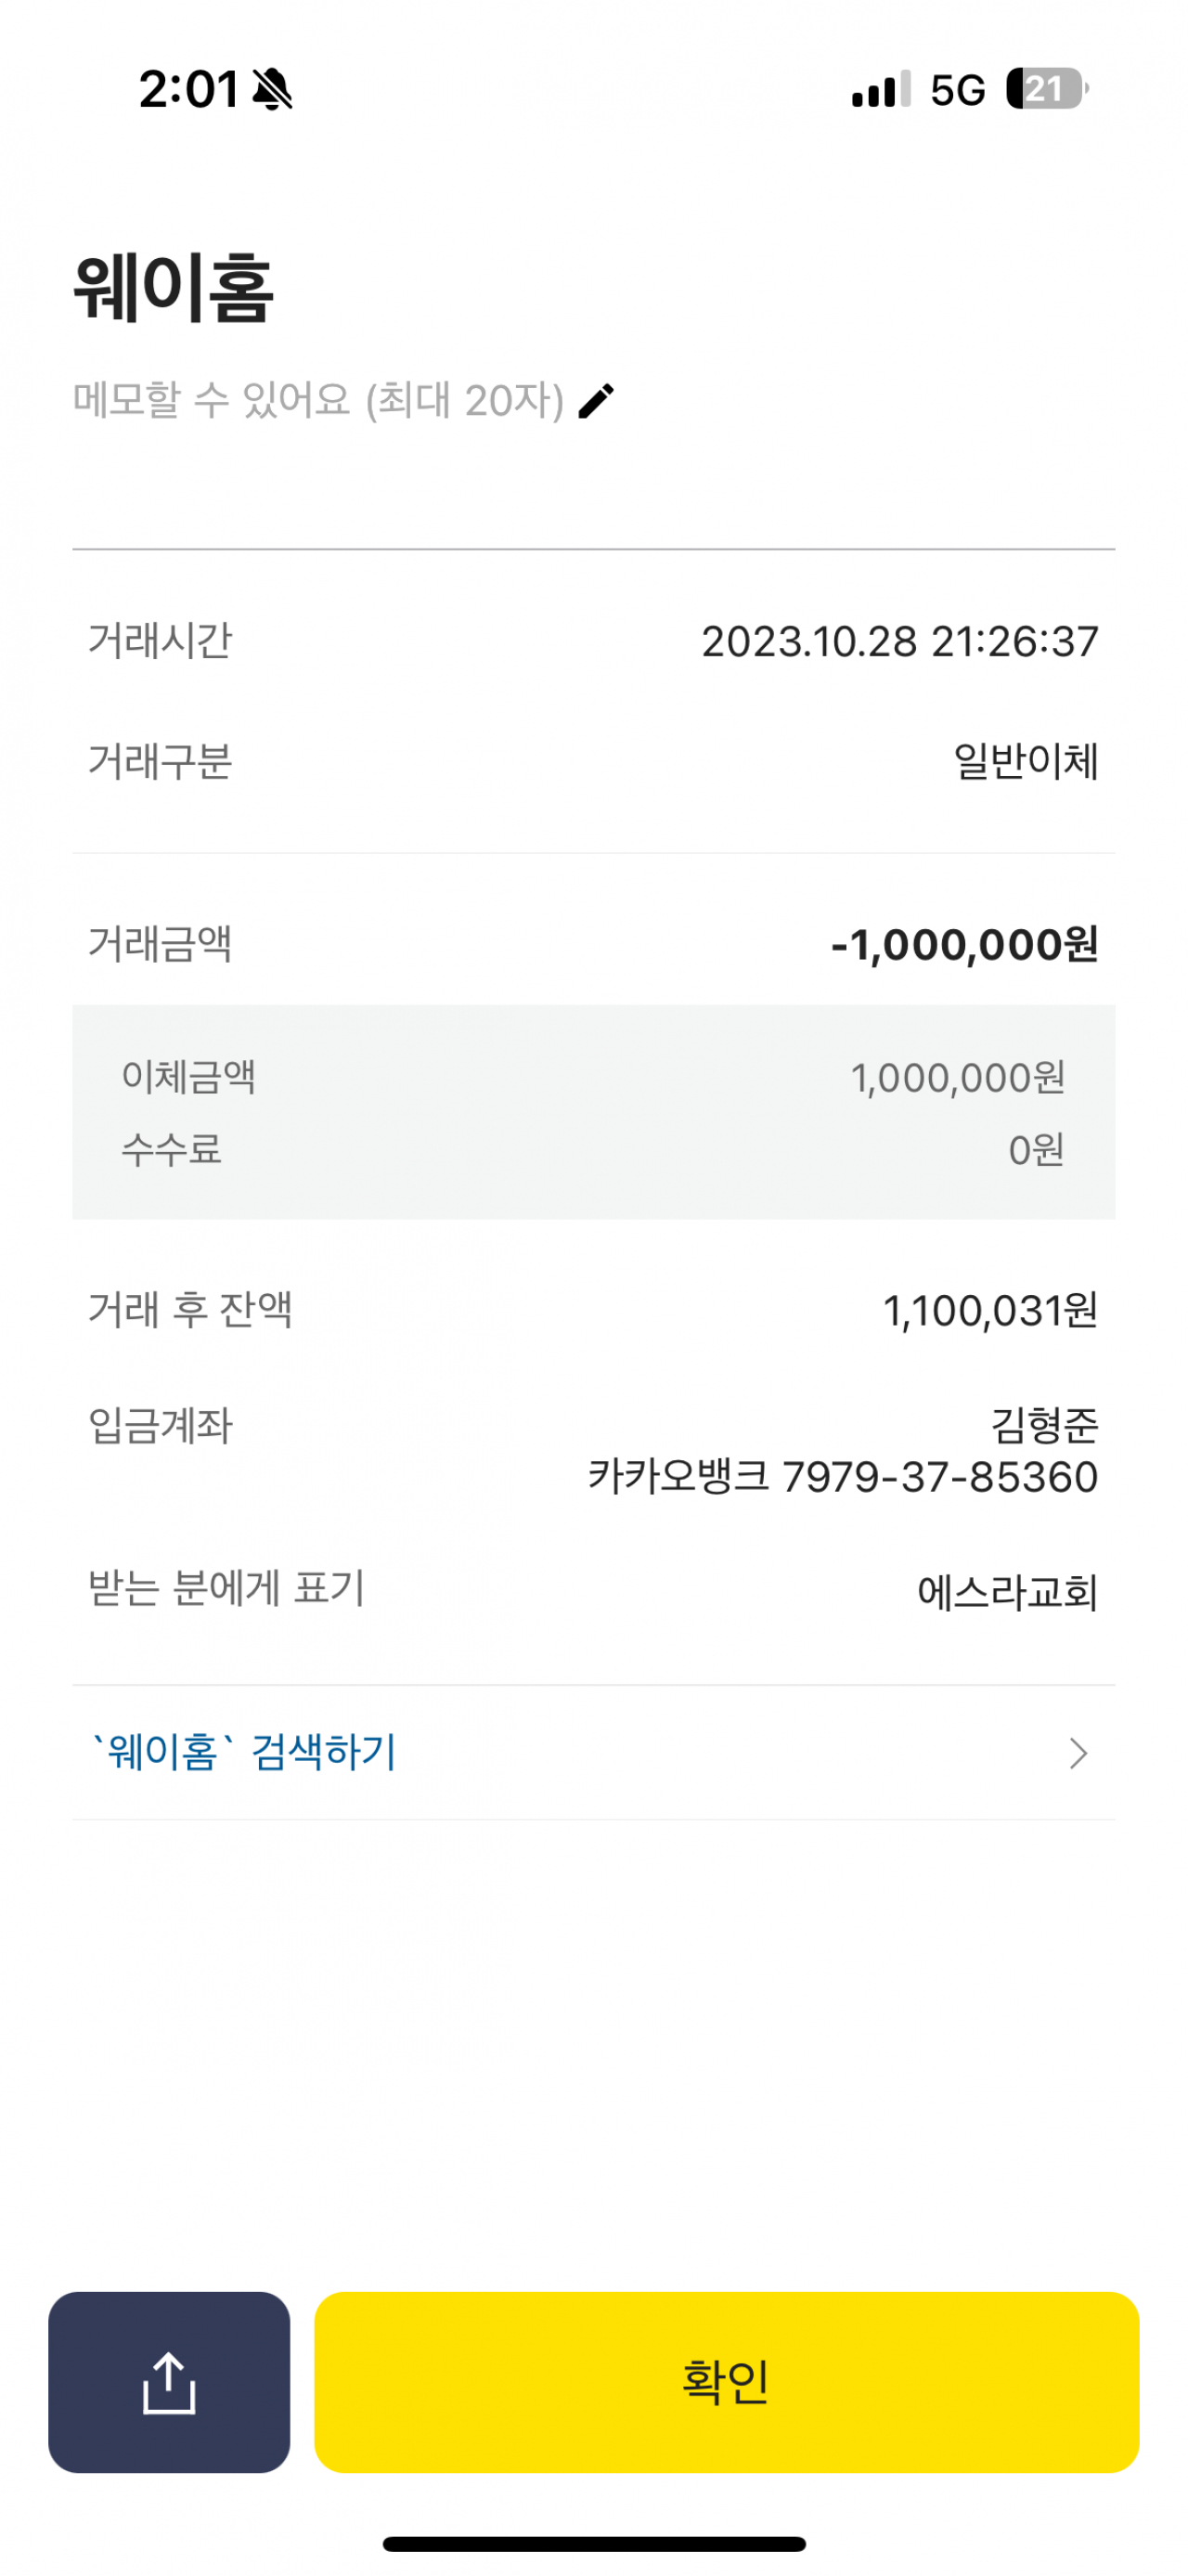 2:01
5G 21
웨이홈
메모할 수 있어요 (최대 20자)
거래시간 2023.10.28 21:26:37
거래구분 일반이체
거래금액 -1,000,000원
이체금액 1,000,000원
수수료 0원
거래 후 잔액 1,100,031원
입금계좌 김형준
카카오뱅크 7979-37-85360
받는 분에게 표기 에스라교회
`웨이홈` 검색하기
확인